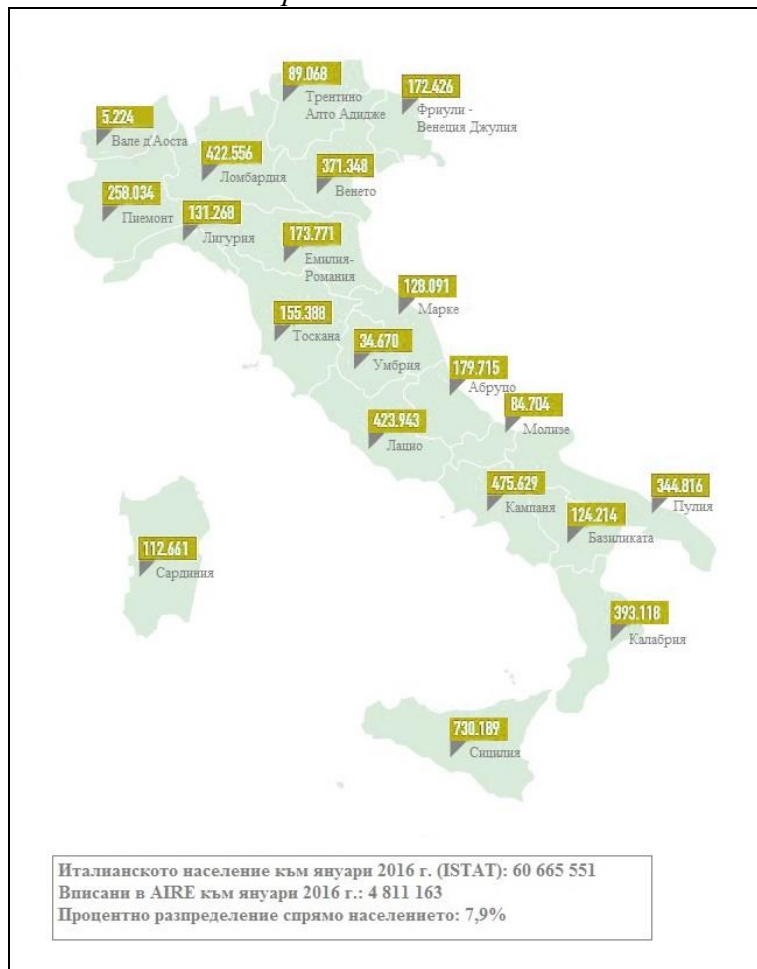 89.068
Трентино
Алто Адидже
172.426
Фриули -
Венеция Джулия
5.224
Вале д'Аоста
422.556
Ломбардия
371.348
Венето
258.034
Пиемонт
131.268
Лигурия
173.771
Емилия-
Романия
128.091
Марке
155.388
Тоскана
34.670
Умбрия
179.715
Абруцо
84.704
Молизе
423.943
Лацио
475.629
Кампаня
344.816
Пулия
124.214
Базиликата
112.661
Сардиния
393.118
Калабрия
730.189
Сицилия
Италианското население към януари 2016 г. (ISTAT): 60 665 551
Вписани в AIRE към януари 2016 г.: 4 811 163
Процентно разпределение спрямо населението: 7,9%